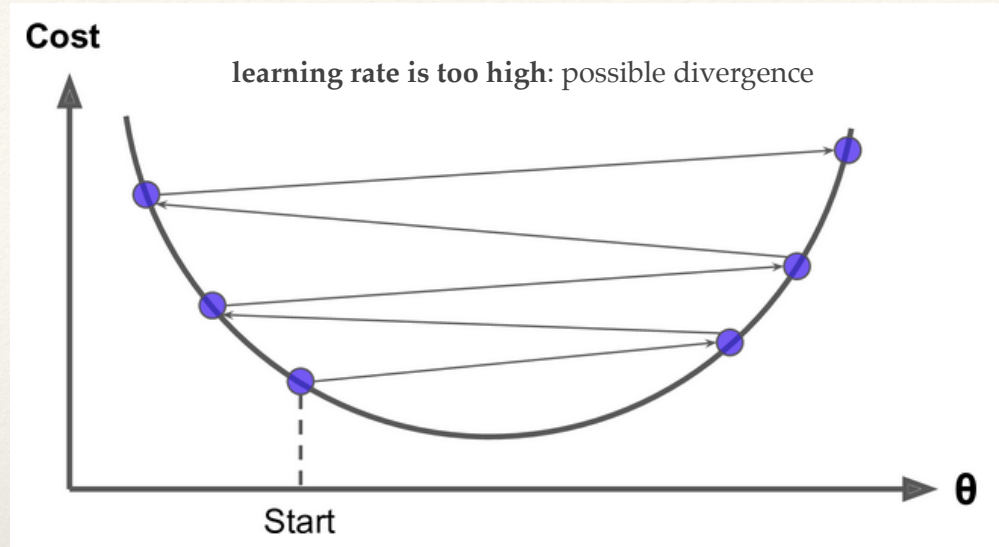 Cost
learning rate is too high: possible divergence
θ
Start